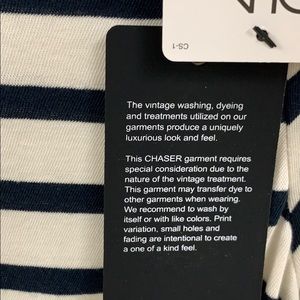 CS-1
The vintage washing, dyeing
and treatments utilized on our
garments produce a uniquely
luxurious look and feel.
This CHASER garment requires
special consideration due to the
nature of the vintage treatment.
This garment may transfer dye to
other garments when wearing.
We recommend to wash by
itself or with like colors. Print
variation, small holes and
fading are intentional to create
a one of a kind feel.